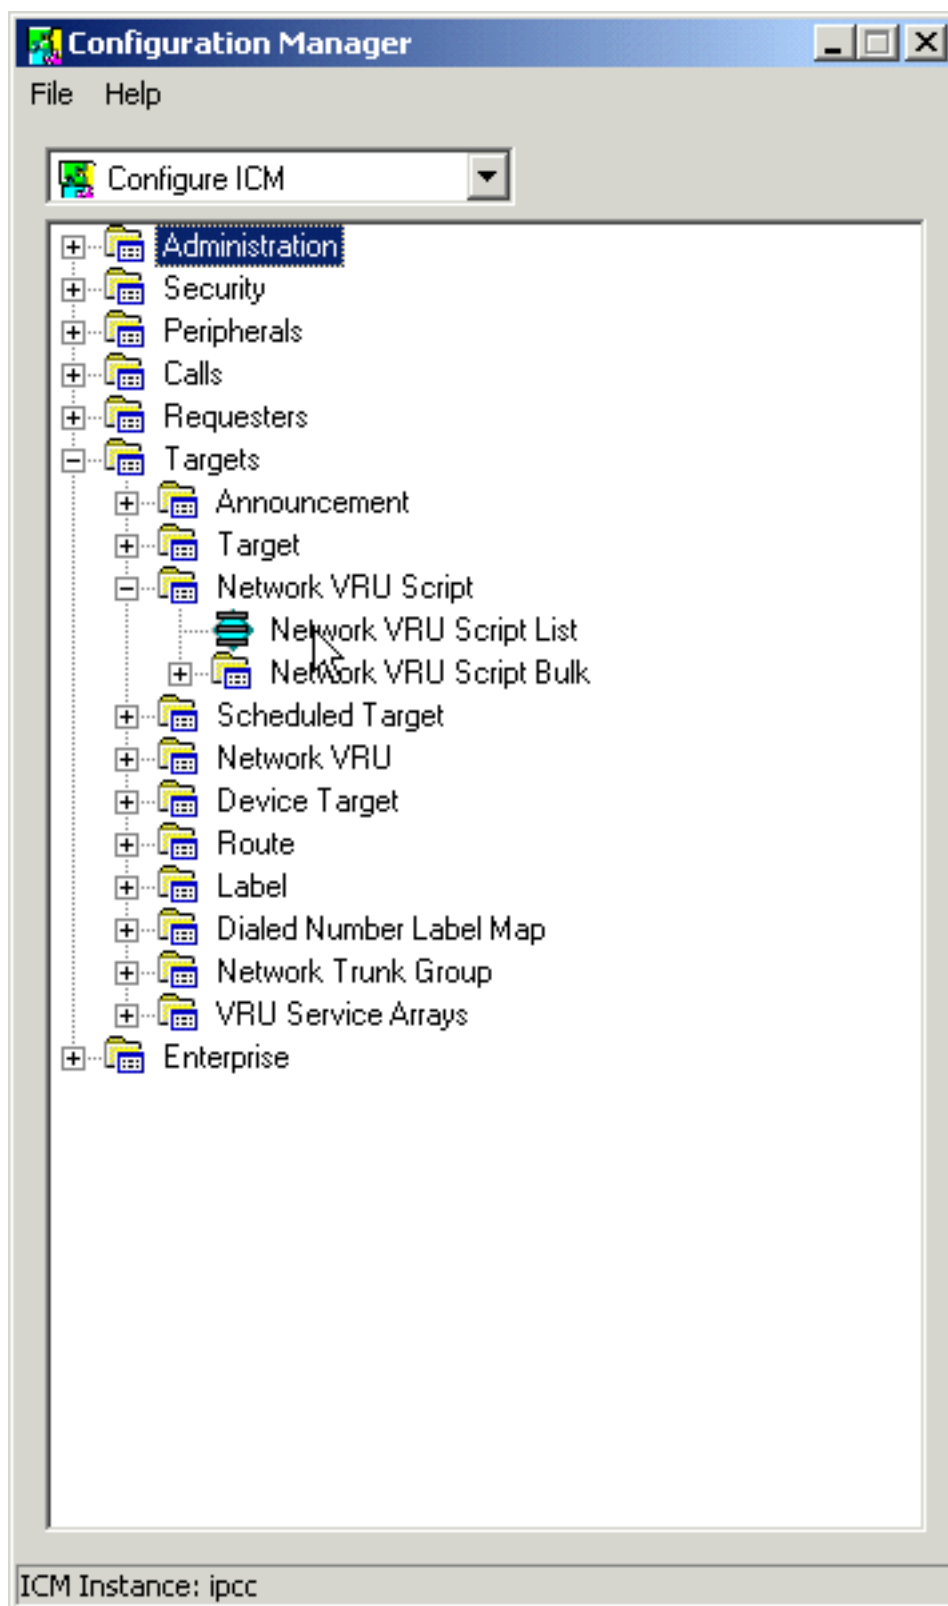 Configuration Manager
File Help
Configure ICM
Administration
Security
Peripherals
Calls
Requesters
Targets
Announcement
Target
Network VRU Script
Network VRU Script List
Network VRU Script Bulk
Scheduled Target
Network VRU
Device Target
Route
Label
Dialed Number Label Map
Network Trunk Group
VRU Service Arrays
Enterprise
ICM Instance: ipcc